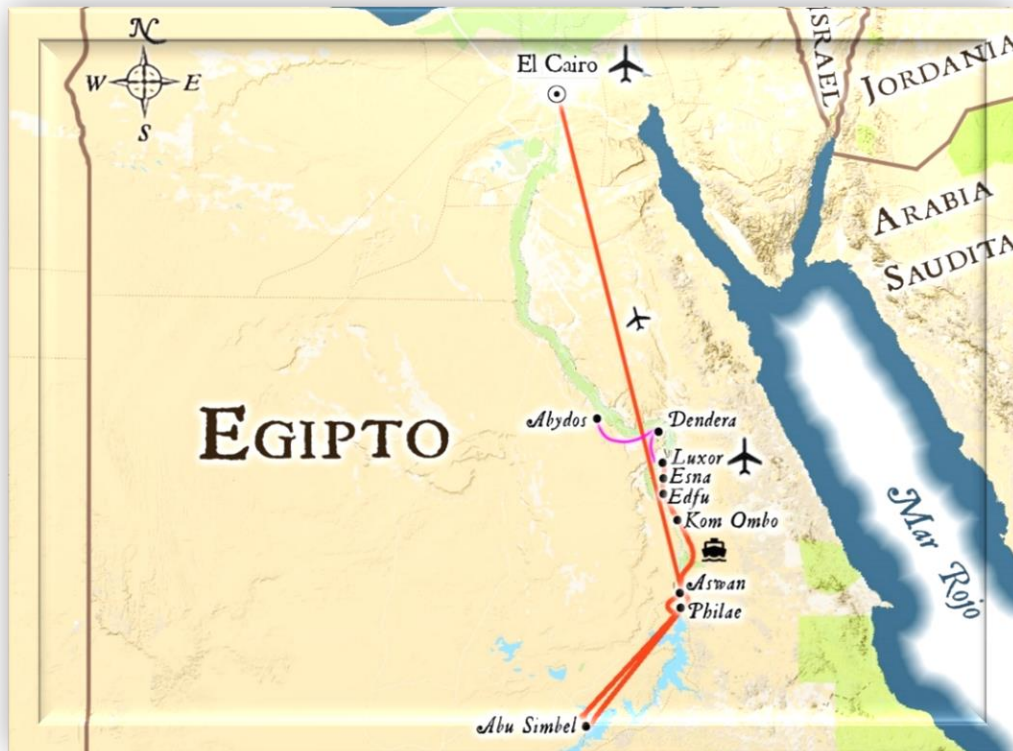 N
W E
S
El Cairo
ISRAEL
JORDANIA
ARABIA
SAUDITA
EGIPTO
Abydos
Dendera
Luxor
Esna
Edfu
Kom Ombo
Mar Rojo
Aswan
Philae
Abu Simbel